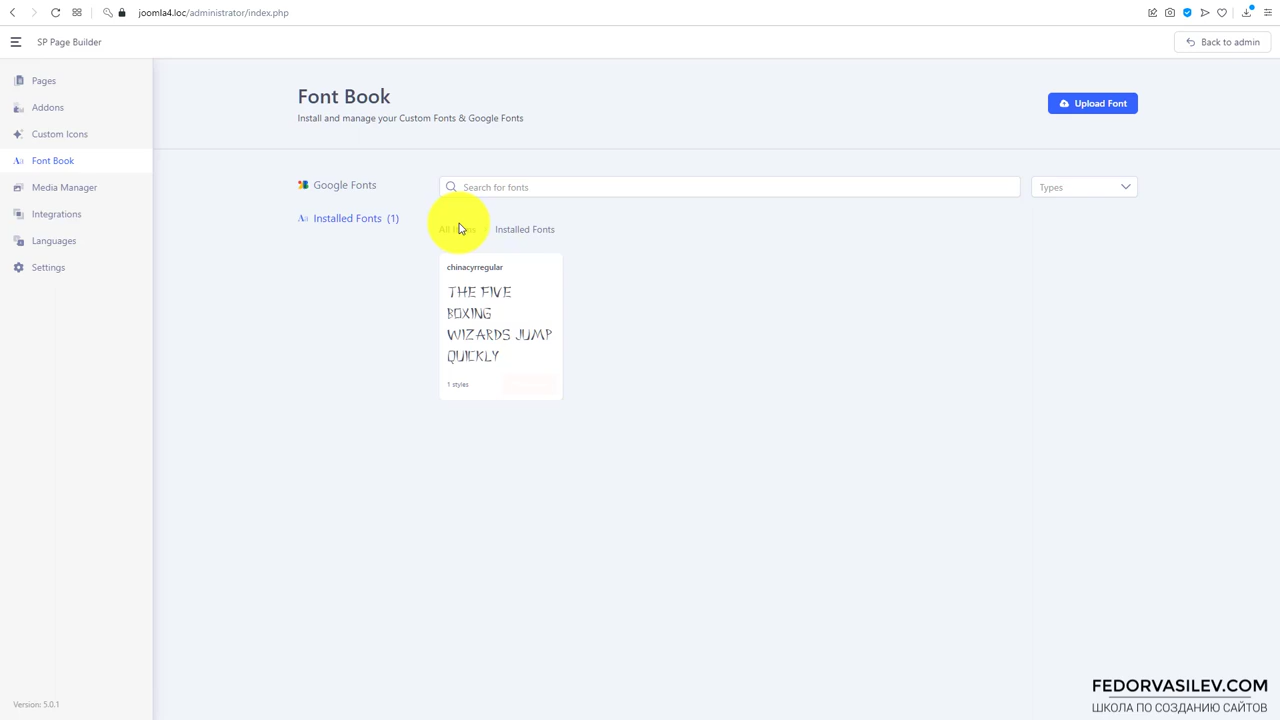 joomla4.loc/administrator/index.php
SP Page Builder
Back to admin
Pages
Addons
Custom Icons
Font Book
Media Manager
Integrations
Languages
Settings
Font Book
Install and manage your Custom Fonts & Google Fonts
Upload Font
Google Fonts
Installed Fonts (1)
Search for fonts
Types
Installed Fonts
chinacyrregular
THE FIVE
BOXING
WIZARDS JUMP
QUICKLY
1 styles
Version: 5.0.1
FEDORVASILEV.COM
ШКОЛА ПО СОЗДАНИЮ САЙТОВ